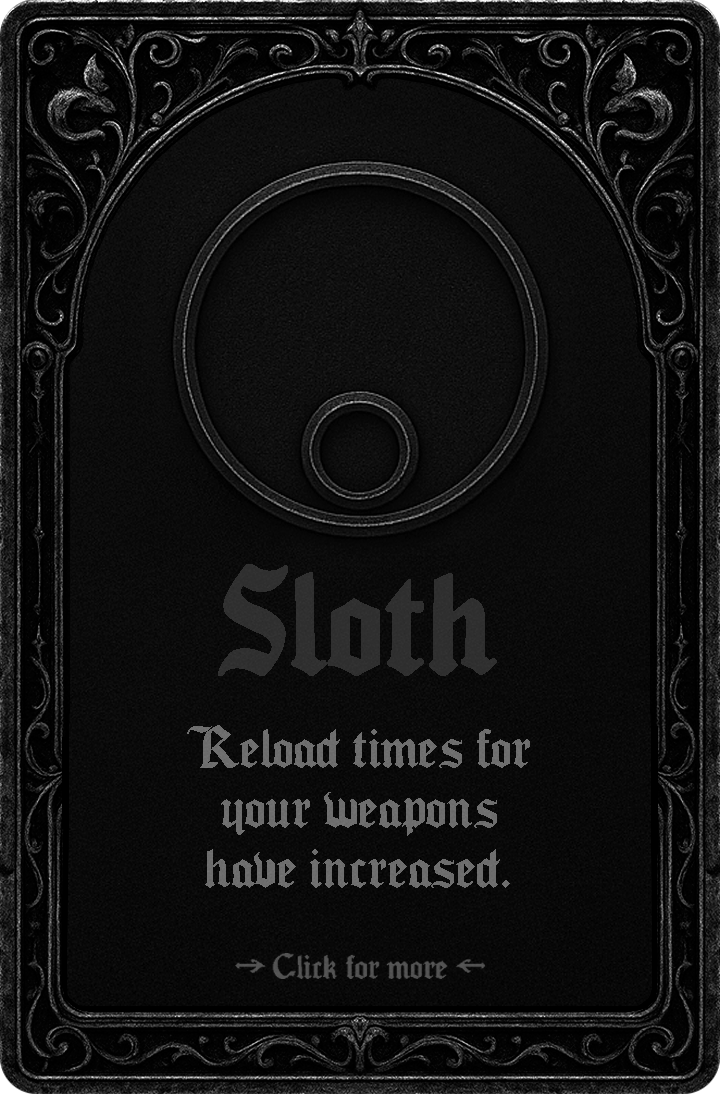 Sloth
Reload times for
your weapons
have increased.
→ Click for more ←